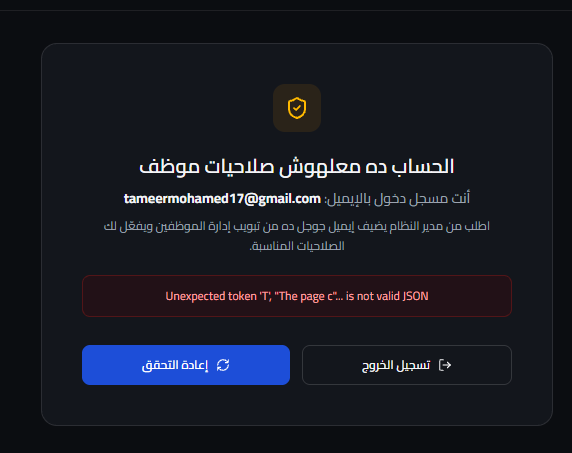 الحساب ده معلهوش صلاحيات موظف
أنت مسجل دخول بالإيميل: tameermohamed17@gmail.com
اطلب من مدير النظام يضيف إيميل جوجل ده من تبويب إدارة الموظفين ويفعّل لك
الصلاحيات المناسبة.
Unexpected token 'T', "The page c"... is not valid JSON
تسجيل الخروج
إعادة التحقق